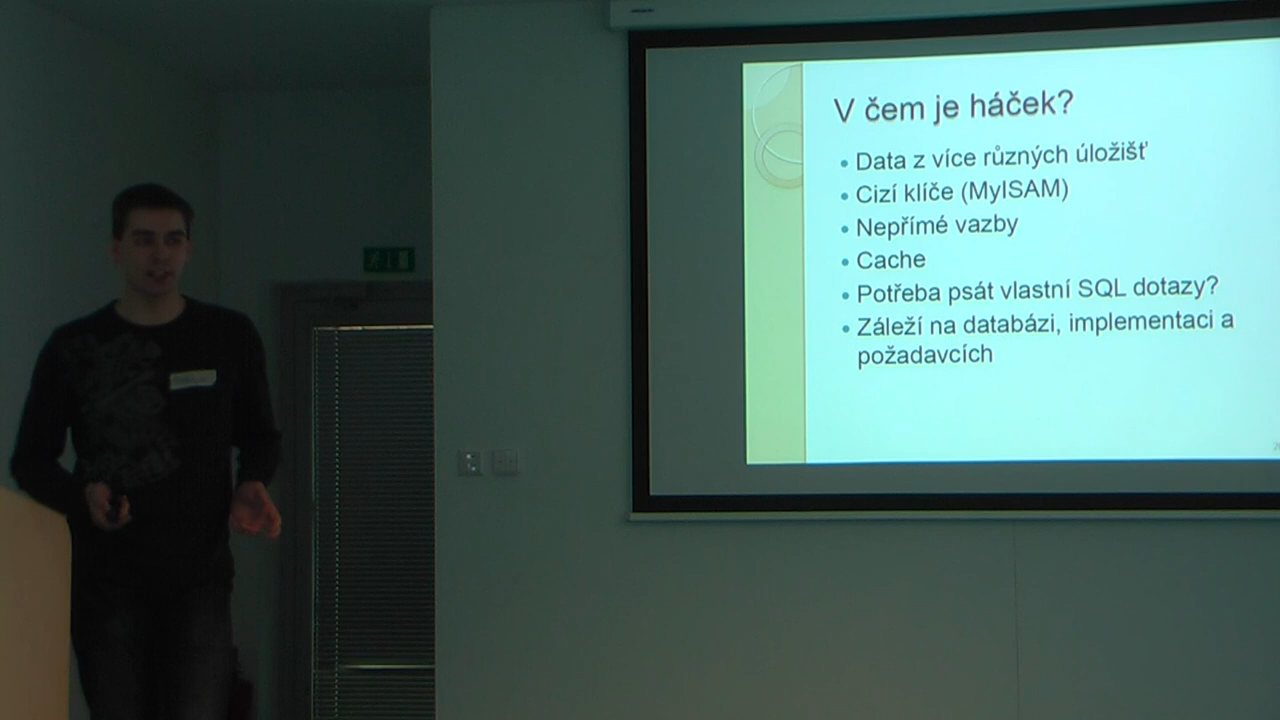 V čem je háček?
Data z více různých úložišť
Cizí klíče (MyISAM)
Nepřímé vazby
Cache
Potřeba psát vlastní SQL dotazy?
Záleží na databázi, implementaci a
požadavcích